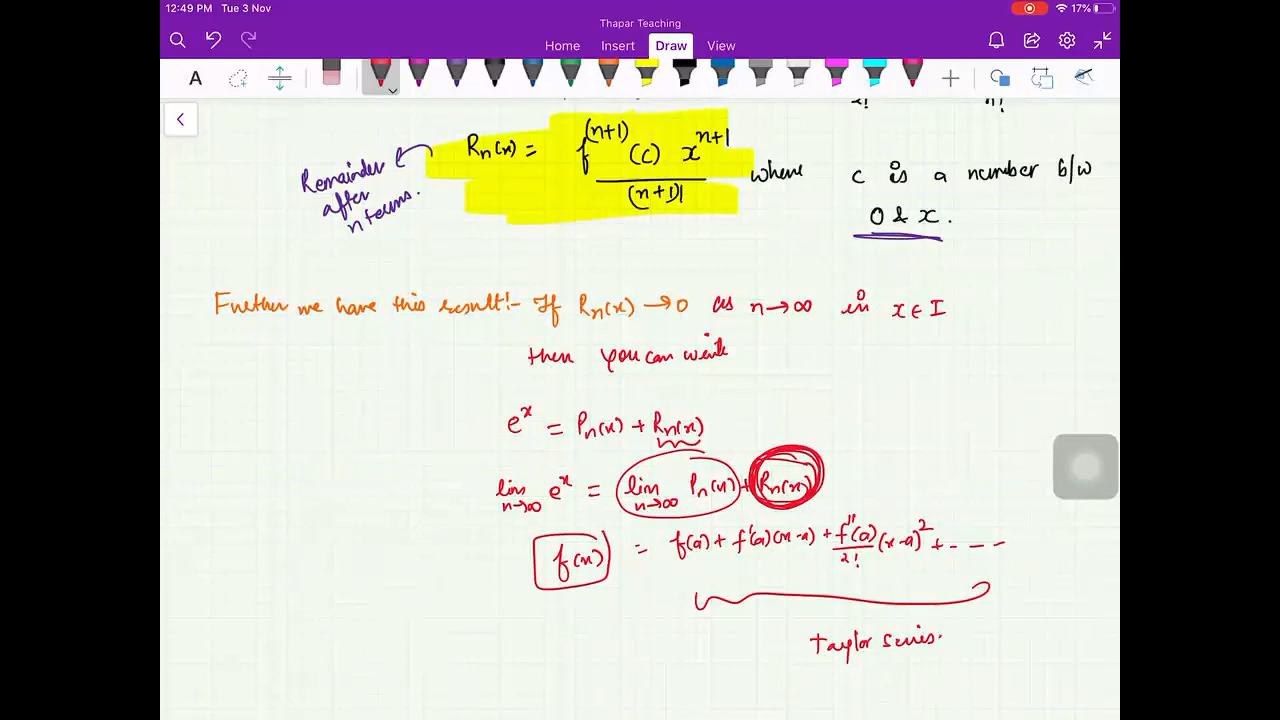 12:49 PM Tue 3 Nov
17%
Thapar Teaching
Home Insert Draw View
A
2! n!
Rn(x) = f^(n+1) (c) x^n+1 / (n+1)! where c is a number b/w
0 & x.
Remainder
after
n terms.
Further we have this result:- If Rn(x) → 0 as n→∞ in x ∈ I
then you can write
e^x = Pn(x) + Rn(x)
lim n→∞ e^x = lim n→∞ Pn(x) + Rn(x)
f(x) = f(a) + f'(a)(x-a) + f''(a)/2! (x-a)^2 + - - - -
Taylor series.